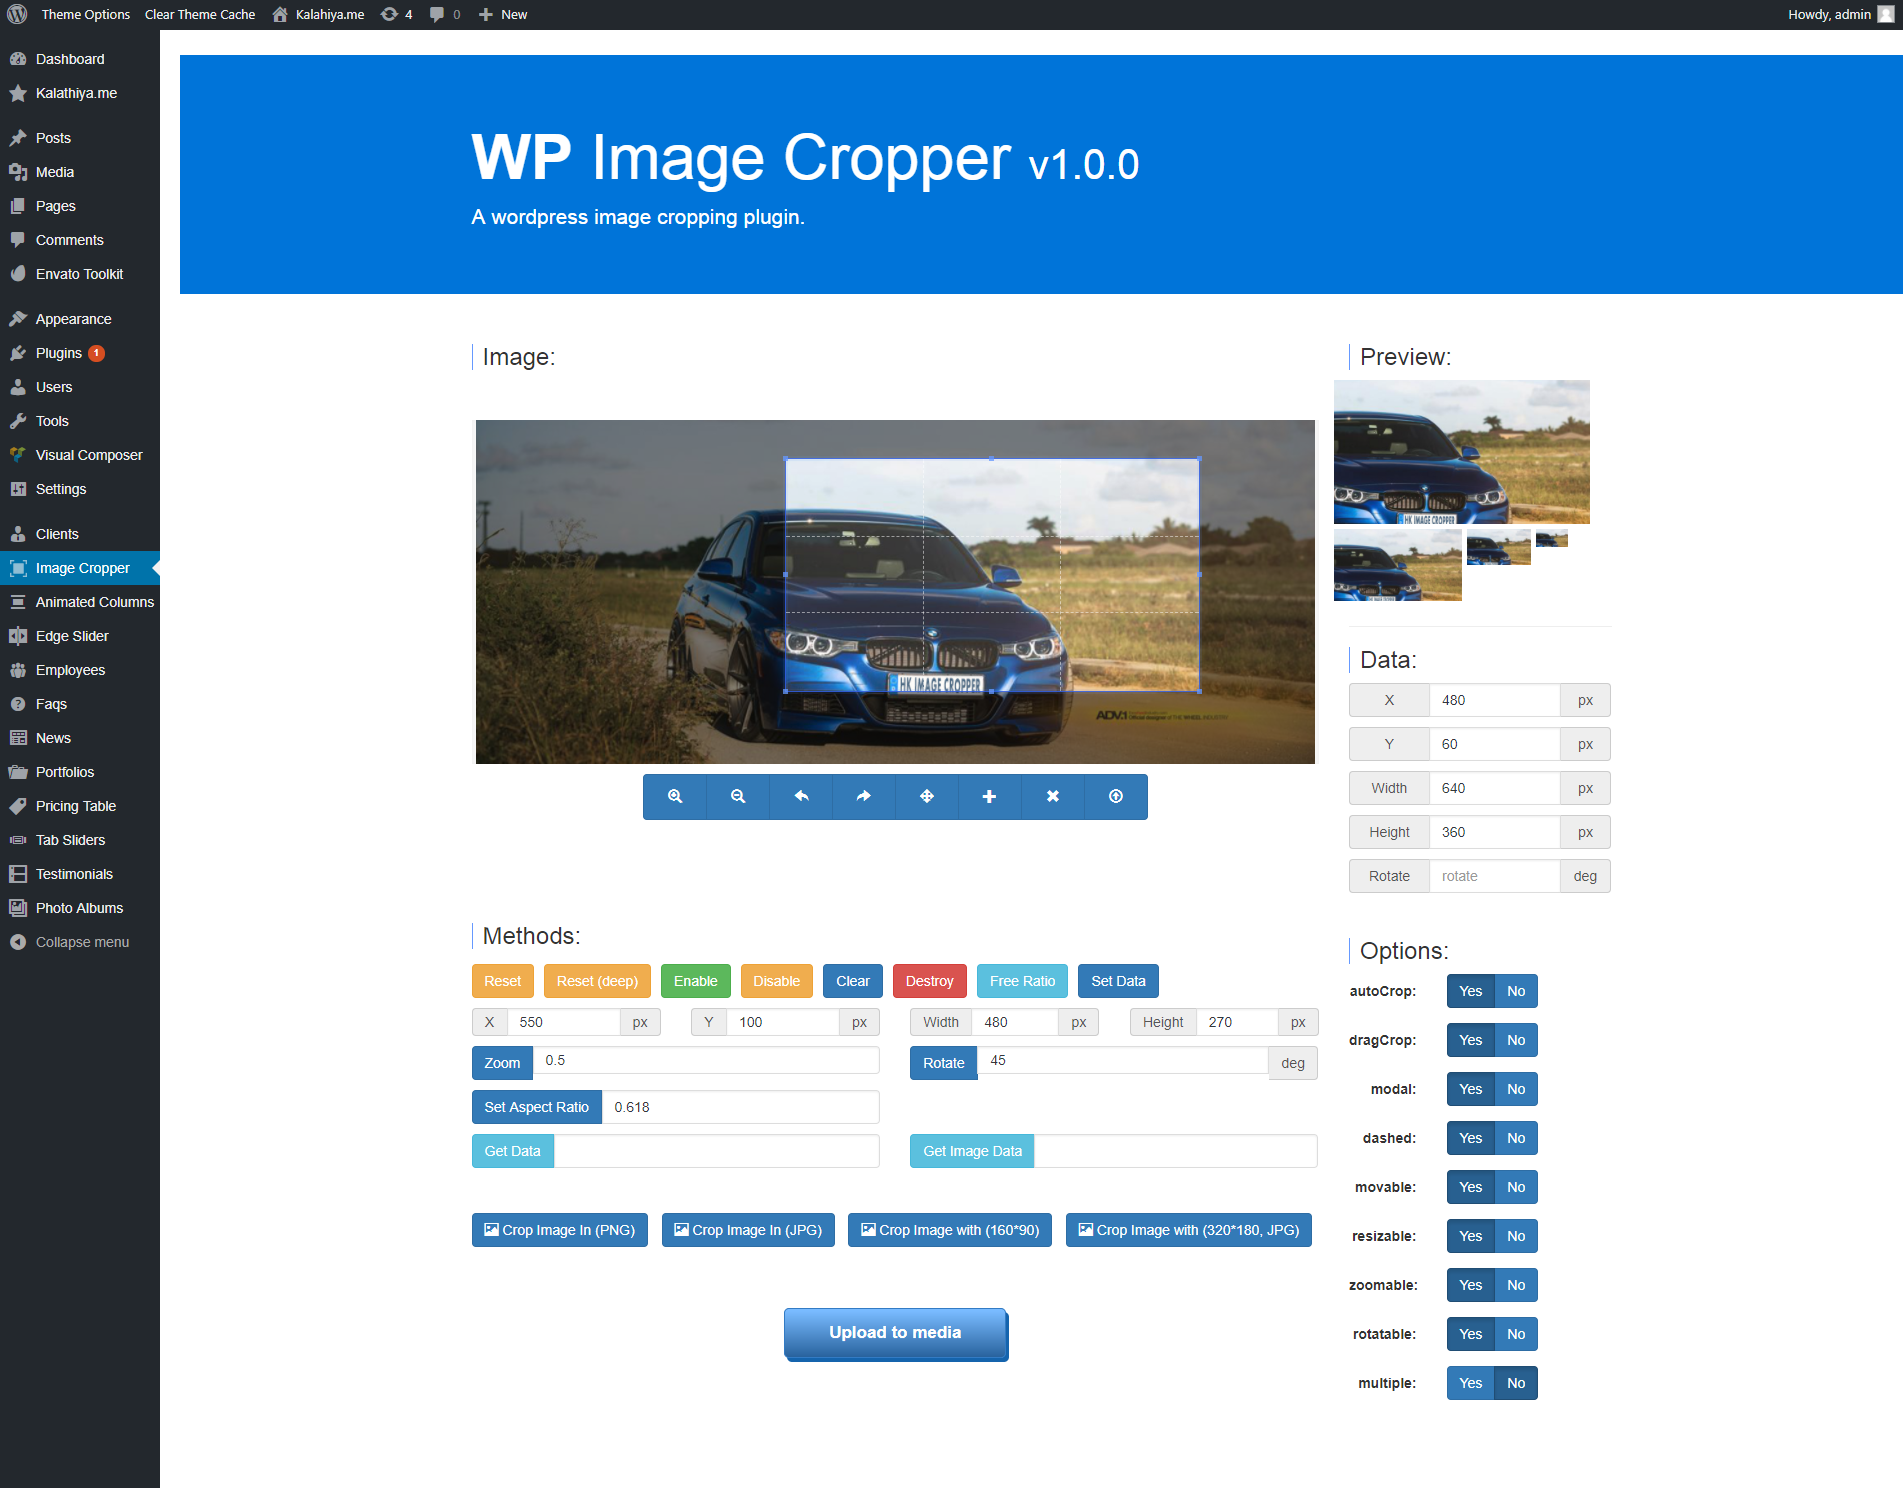 Theme Options Clear Theme Cache Kalahiya.me 4 0 New Howdy, admin
Dashboard
Kalathiya.me
Posts
Media
Pages
Comments
Envato Toolkit
Appearance
Plugins 1
Users
Tools
Visual Composer
Settings
Clients
Image Cropper
Animated Columns
Edge Slider
Employees
Faqs
News
Portfolios
Pricing Table
Tab Sliders
Testimonials
Photo Albums
Collapse menu
WP Image Cropper v1.0.0
A wordpress image cropping plugin.
Image:
HK IMAGE CROPPER
ADV.1
Methods:
Reset Reset (deep) Enable Disable Clear Destroy Free Ratio Set Data
X 550 px Y 100 px Width 480 px Height 270 px
Zoom 0.5 Rotate 45 deg
Set Aspect Ratio 0.618
Get Data Get Image Data
Crop Image In (PNG) Crop Image In (JPG) Crop Image with (160*90) Crop Image with (320*180, JPG)
Upload to media
Preview:
HK IMAGE CROPPER
Data:
X 480 px
Y 60 px
Width 640 px
Height 360 px
Rotate rotate deg
Options:
autoCrop: Yes No
dragCrop: Yes No
modal: Yes No
dashed: Yes No
movable: Yes No
resizable: Yes No
zoomable: Yes No
rotatable: Yes No
multiple: Yes No